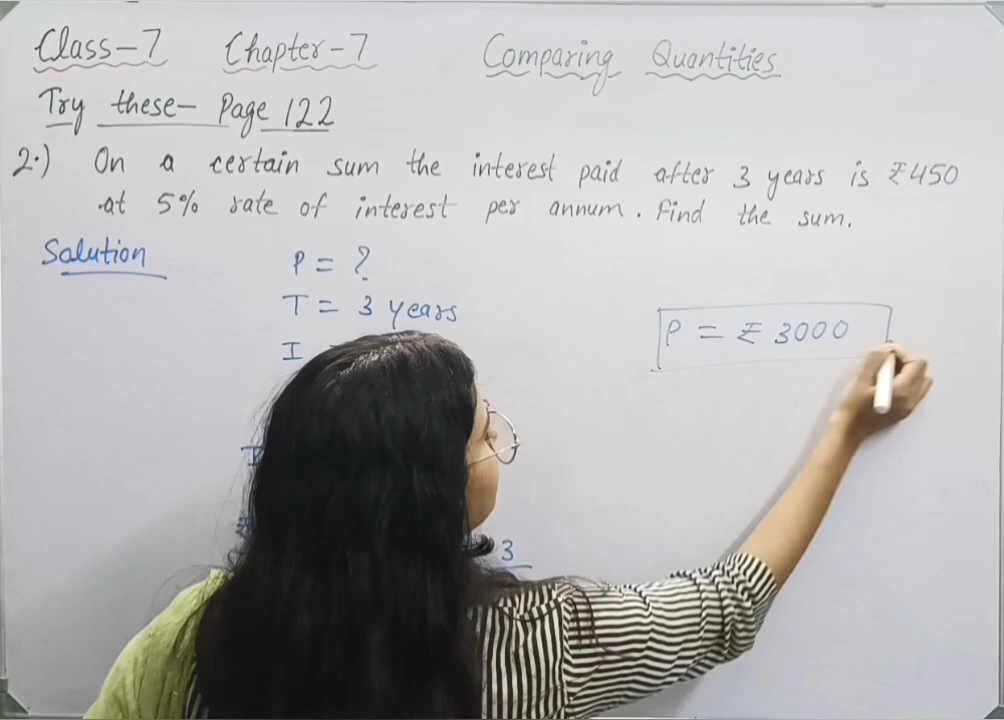 Class-7 Chapter-7 Comparing Quantities
Try these- Page 122
2.) On a certain sum the interest paid after 3 years is ₹450
at 5% rate of interest per annum. Find the sum.
Solution
P = ?
T = 3 years
P = ₹ 3000
I
3